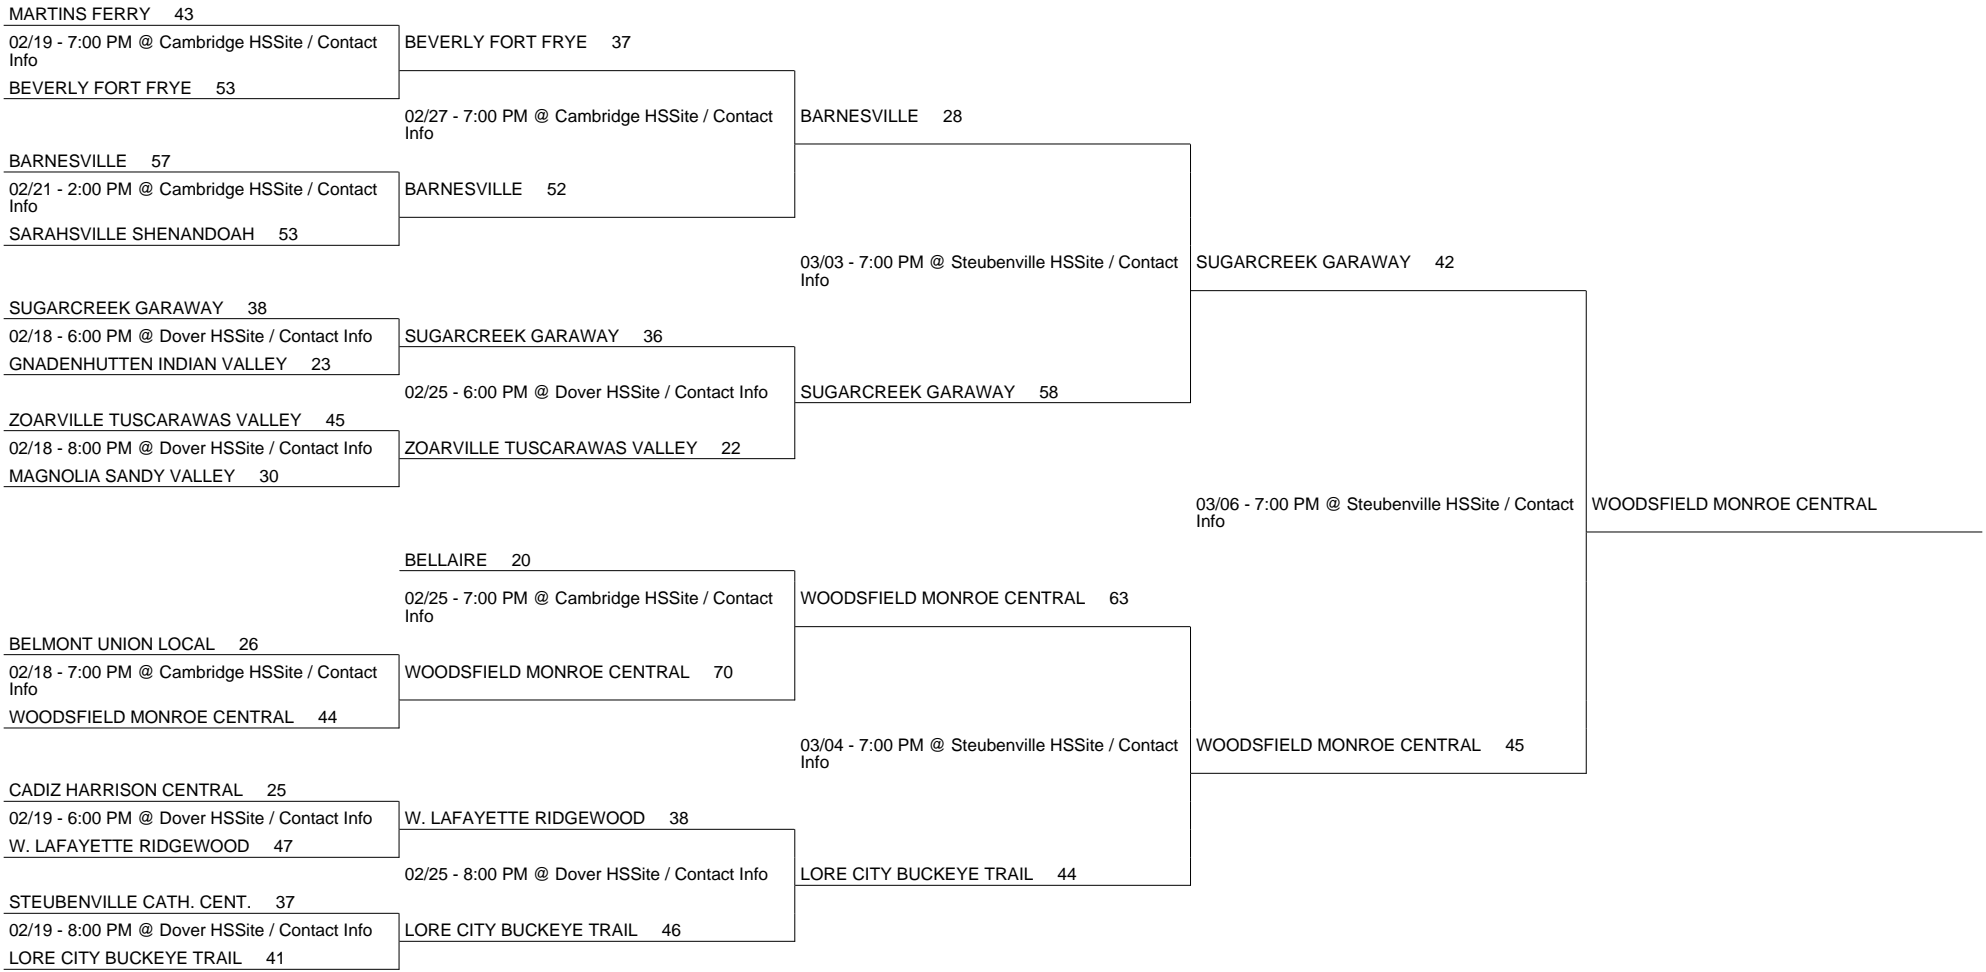 MARTINS FERRY 43
02/19 - 7:00 PM @ Cambridge HSSite / Contact
Info
BEVERLY FORT FRYE 53
BARNESVILLE 57
02/21 - 2:00 PM @ Cambridge HSSite / Contact
Info
SARAHSVILLE SHENANDOAH 53
SUGARCREEK GARAWAY 38
02/18 - 6:00 PM @ Dover HSSite / Contact Info
GNADENHUTTEN INDIAN VALLEY 23
ZOARVILLE TUSCARAWAS VALLEY 45
02/18 - 8:00 PM @ Dover HSSite / Contact Info
MAGNOLIA SANDY VALLEY 30
BELMONT UNION LOCAL 26
02/18 - 7:00 PM @ Cambridge HSSite / Contact
Info
WOODSFIELD MONROE CENTRAL 44
CADIZ HARRISON CENTRAL 25
02/19 - 6:00 PM @ Dover HSSite / Contact Info
W. LAFAYETTE RIDGEWOOD 47
STEUBENVILLE CATH. CENT. 37
02/19 - 8:00 PM @ Dover HSSite / Contact Info
LORE CITY BUCKEYE TRAIL 41
BEVERLY FORT FRYE 37
02/27 - 7:00 PM @ Cambridge HSSite / Contact
Info
BARNESVILLE 52
SUGARCREEK GARAWAY 36
02/25 - 6:00 PM @ Dover HSSite / Contact Info
ZOARVILLE TUSCARAWAS VALLEY 22
BELLAIRE 20
02/25 - 7:00 PM @ Cambridge HSSite / Contact
Info
WOODSFIELD MONROE CENTRAL 70
W. LAFAYETTE RIDGEWOOD 38
02/25 - 8:00 PM @ Dover HSSite / Contact Info
LORE CITY BUCKEYE TRAIL 46
BARNESVILLE 28
03/03 - 7:00 PM @ Steubenville HSSite / Contact
Info
SUGARCREEK GARAWAY 58
WOODSFIELD MONROE CENTRAL 63
03/04 - 7:00 PM @ Steubenville HSSite / Contact
Info
LORE CITY BUCKEYE TRAIL 44
SUGARCREEK GARAWAY 42
03/06 - 7:00 PM @ Steubenville HSSite / Contact
Info
WOODSFIELD MONROE CENTRAL 45
WOODSFIELD MONROE CENTRAL